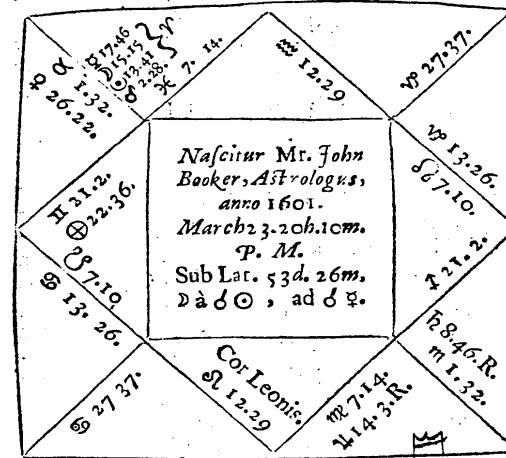 ☿ 17.46
☽ 15.15
☉ 13.41
♂ 2.28.
♈
♓ 7. 14.
♒ 12.29
♑ 27.37.
♀ ♉
1.32.
26.22.
♑ 13.26.
☊ 7.10.
♊ 21.2.
⊕ 22.36.
Naſcitur Mr. John
Booker, Aſtrologus,
anno 1601.
March 23.20h.10m.
P. M.
Sub Lat. 53d. 26m,
☽ à ☌ ☉ , ad ☌ ☿.
☋ 7.10
♋ 13. 26.
♐ 21. 2.
♄ 8.46.R.
♏ 1.32.
♋ 27 37.
Cor Leonis.
♌ 12.29
♍ 7.14.
♃ 14. 3.R.